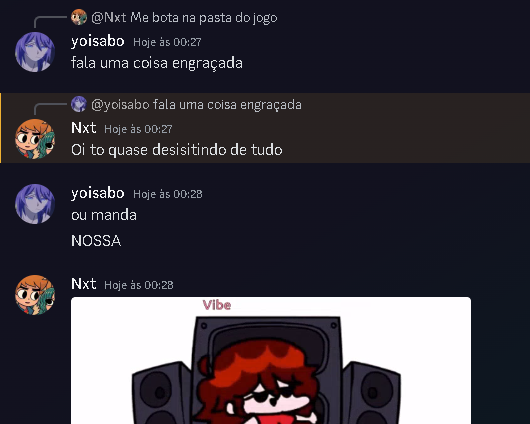 @Nxt Me bota na pasta do jogo
yoisabo Hoje às 00:27
fala uma coisa engraçada
@yoisabo fala uma coisa engraçada
Nxt Hoje às 00:27
Oi to quase desisitindo de tudo
yoisabo Hoje às 00:28
ou manda
NOSSA
Nxt Hoje às 00:28
Vibe